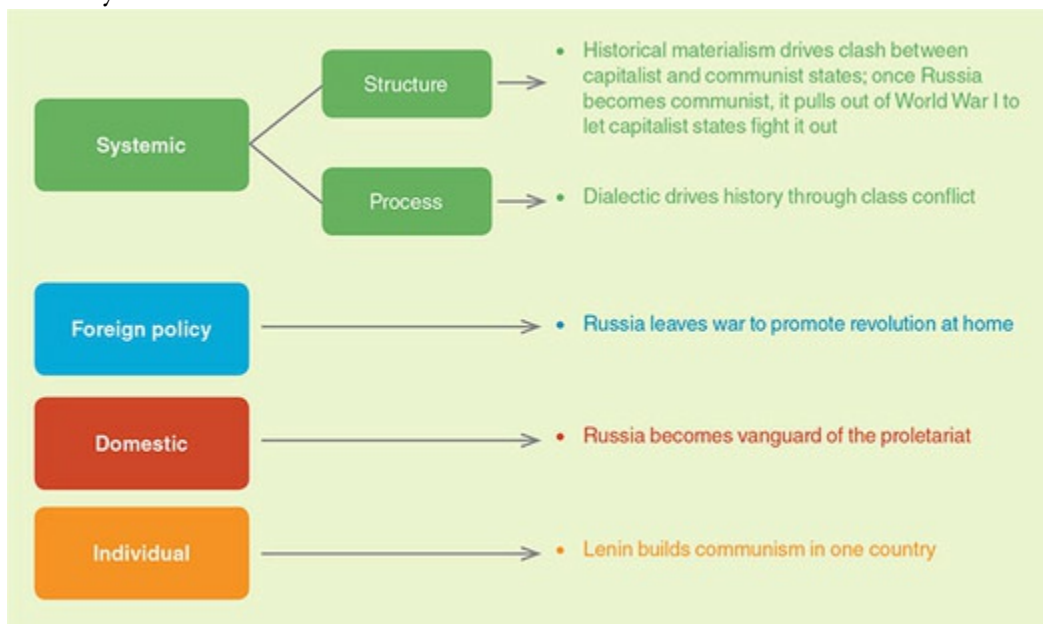 Structure
• Historical materialism drives clash between
capitalist and communist states; once Russia
becomes communist, it pulls out of World War I to
let capitalist states fight it out
Systemic
Process
• Dialectic drives history through class conflict
Foreign policy
• Russia leaves war to promote revolution at home
Domestic
• Russia becomes vanguard of the proletariat
Individual
• Lenin builds communism in one country